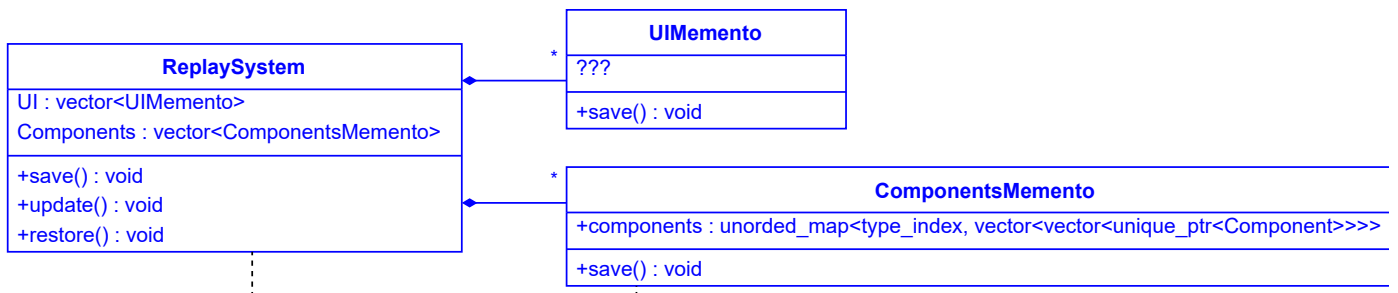 ReplaySystem
UI : vector<UIMemento>
Components : vector<ComponentsMemento>
+save() : void
+update() : void
+restore() : void
*
UIMemento
???
+save() : void
*
ComponentsMemento
+components : unorded_map<type_index, vector<vector<unique_ptr<Component>>>>
+save() : void